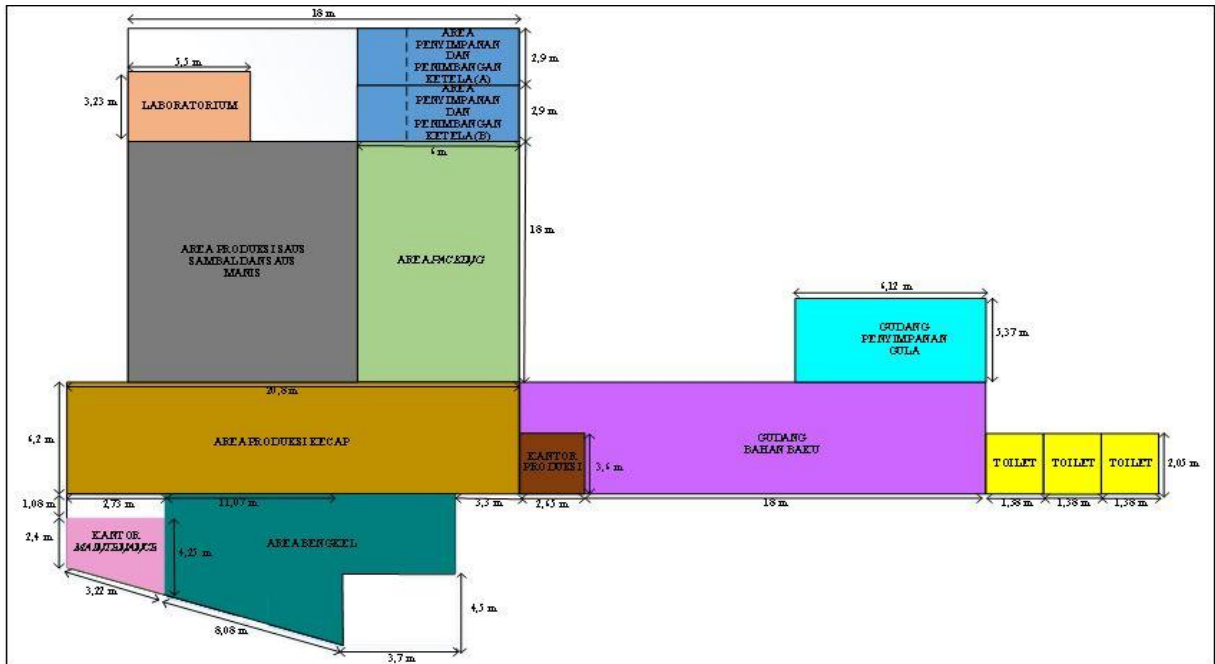 18 m
AREA
PENYIMPANAN
DAN
PENIMBANGAN
KETELA (A)
2,9 m
5,5 m
3,23 m
LABORATORIUM
AREA
PENYIMPANAN
DAN
PENIMBANGAN
KETELA (B)
2,9 m
6 m
AREA PRODUKSI SAUS
SAMBAL DAN SAUS
MANIS
AREA PACKING
18 m
6,12 m
GUDANG
PENYIMPANAN
GULA
5,37 m
20,8 m
6,2 m
AREA PRODUKSI KECAP
KANTOR
PRODUKSI
3,6 m
GUDANG
BAHAN BAKU
TOILET
TOILET
TOILET
2,05 m
1,08 m
2,73 m
11,07 m
3,3 m
2,65 m
18 m
1,38 m
1,38 m
1,38 m
2,4 m
KANTOR
MAINTENANCE
4,25 m
AREA BENGKEL
3,22 m
8,08 m
4,5 m
3,7 m